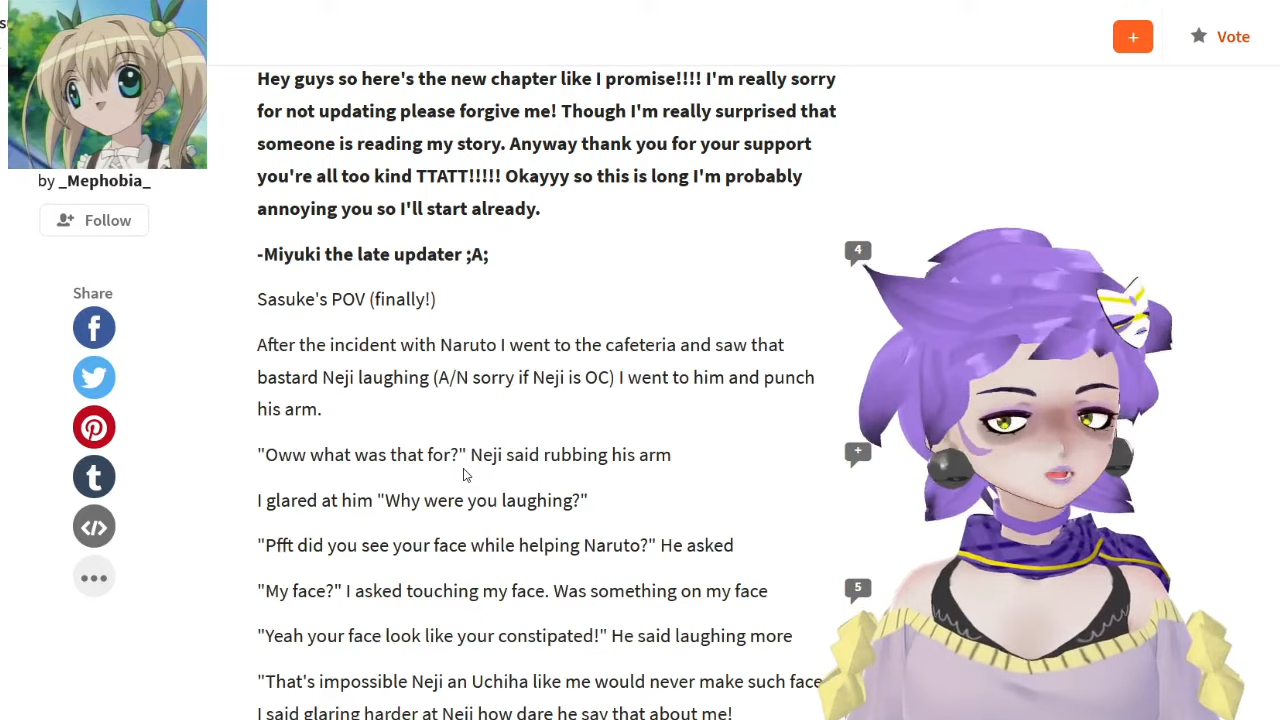 +
Vote
by _Mephobia_
Follow
Share
Hey guys so here's the new chapter like I promise!!!! I'm really sorry
for not updating please forgive me! Though I'm really surprised that
someone is reading my story. Anyway thank you for your support
you're all too kind TTATT!!!!! Okayyy so this is long I'm probably
annoying you so I'll start already.
-Miyuki the late updater ;A;
4
Sasuke's POV (finally!)
After the incident with Naruto I went to the cafeteria and saw that
bastard Neji laughing (A/N sorry if Neji is OC) I went to him and punch
his arm.
"Oww what was that for?" Neji said rubbing his arm
+
I glared at him "Why were you laughing?"
"Pfft did you see your face while helping Naruto?" He asked
"My face?" I asked touching my face. Was something on my face
5
"Yeah your face look like your constipated!" He said laughing more
"That's impossible Neji an Uchiha like me would never make such face
I said glaring harder at Neji how dare he say that about me!